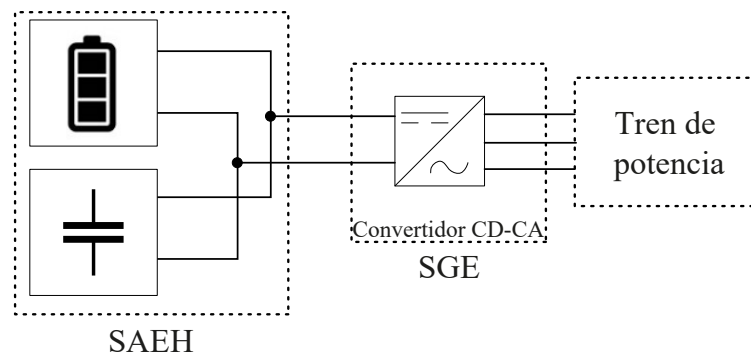 Tren de
potencia
Convertidor CD-CA
SGE
SAEH